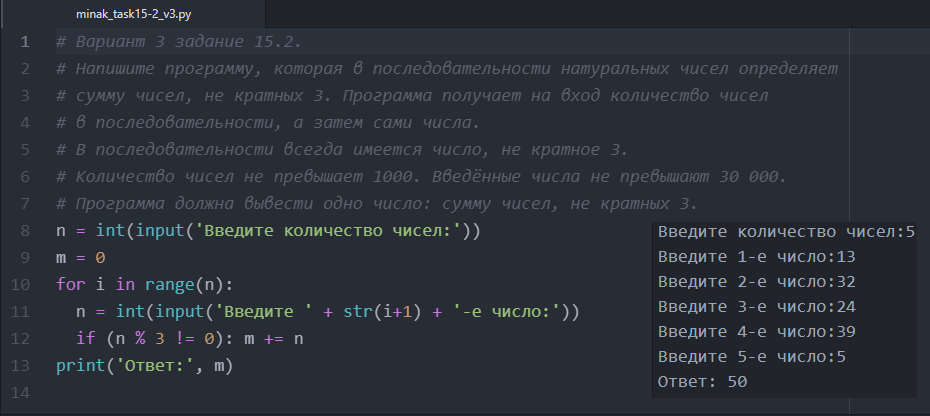 minak_task15-2_v3.py
1 # Вариант 3 задание 15.2.
2 # Напишите программу, которая в последовательности натуральных чисел определяет
3 # сумму чисел, не кратных 3. Программа получает на вход количество чисел
4 # в последовательности, а затем сами числа.
5 # В последовательности всегда имеется число, не кратное 3.
6 # Количество чисел не превышает 1000. Введённые числа не превышают 30 000.
7 # Программа должна вывести одно число: сумму чисел, не кратных 3.
8 n = int(input('Введите количество чисел:'))
9 m = 0
10 for i in range(n):
11   n = int(input('Введите ' + str(i+1) + '-е число:'))
12   if (n % 3 != 0): m += n
13 print('Ответ:', m)
14
Введите количество чисел:5
Введите 1-е число:13
Введите 2-е число:32
Введите 3-е число:24
Введите 4-е число:39
Введите 5-е число:5
Ответ: 50